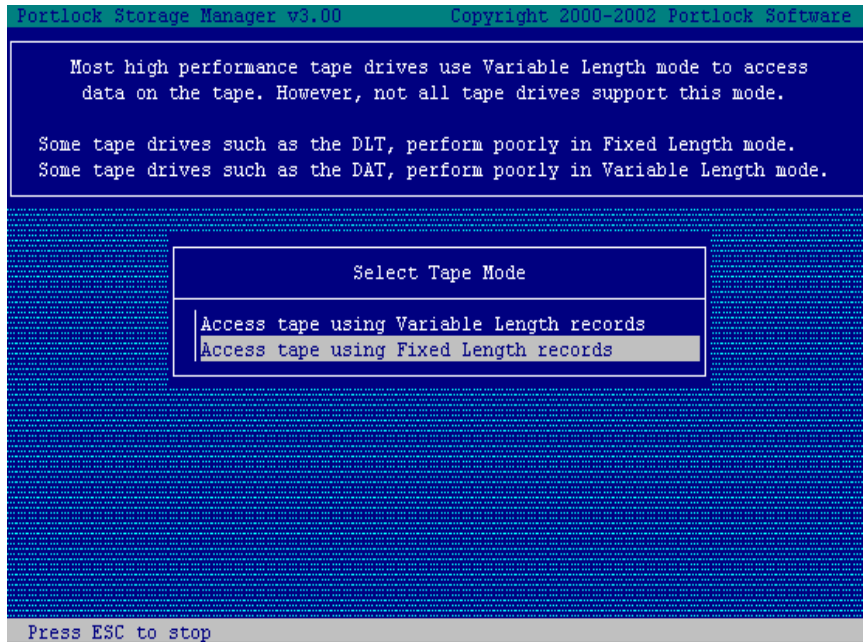 Portlock Storage Manager v3.00 Copyright 2000-2002 Portlock Software
Most high performance tape drives use Variable Length mode to access
data on the tape. However, not all tape drives support this mode.
Some tape drives such as the DLT, perform poorly in Fixed Length mode.
Some tape drives such as the DAT, perform poorly in Variable Length mode.
Select Tape Mode
Access tape using Variable Length records
Access tape using Fixed Length records
Press ESC to stop